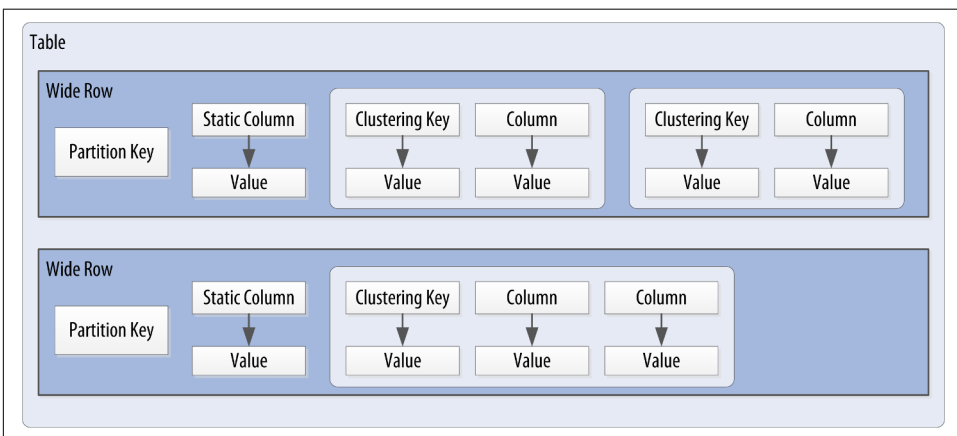 Table
Wide Row
Partition Key
Static Column
Value
Clustering Key
Value
Column
Value
Clustering Key
Value
Column
Value
Wide Row
Partition Key
Static Column
Value
Clustering Key
Value
Column
Value
Column
Value